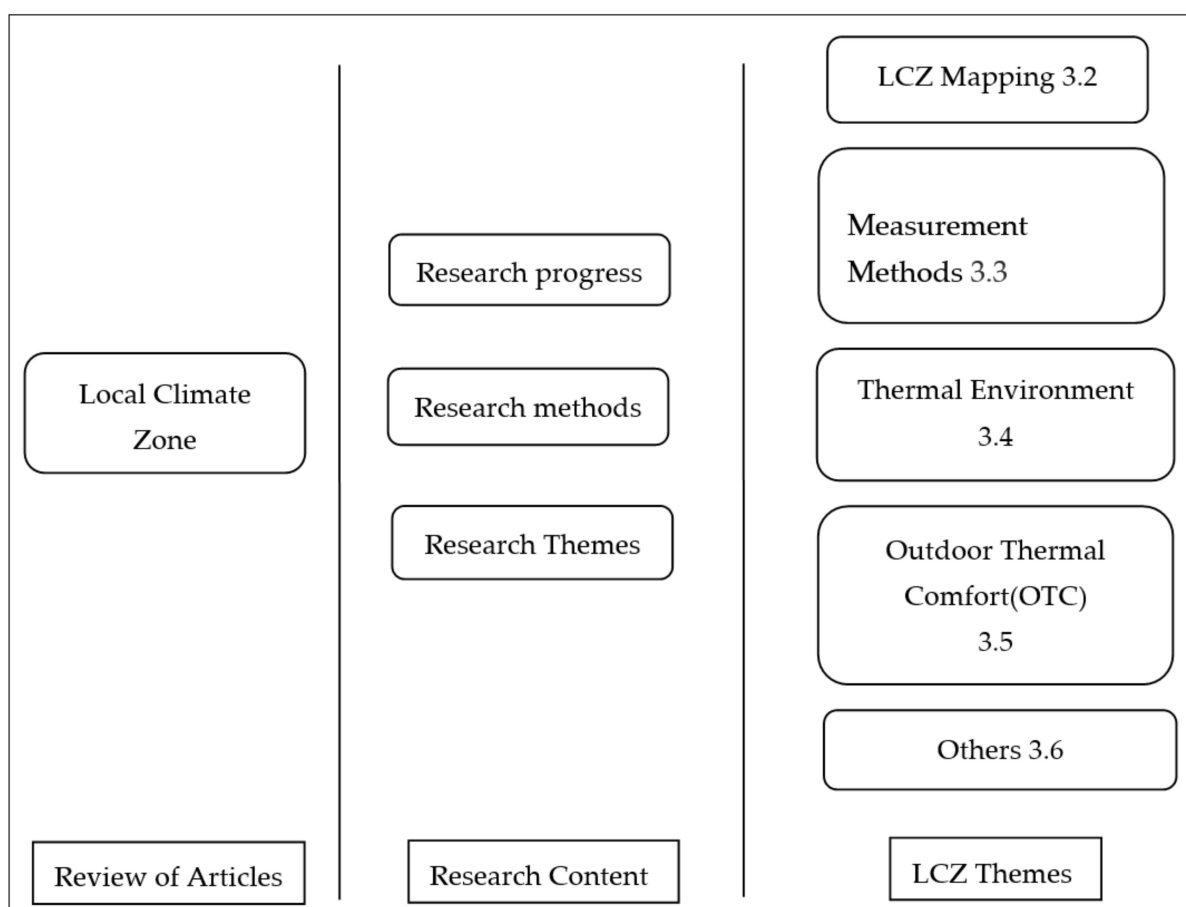 Local Climate
Zone
Review of Articles
Research progress
Research methods
Research Themes
Research Content
LCZ Mapping 3.2
Measurement
Methods 3.3
Thermal Environment
3.4
Outdoor Thermal
Comfort(OTC)
3.5
Others 3.6
LCZ Themes